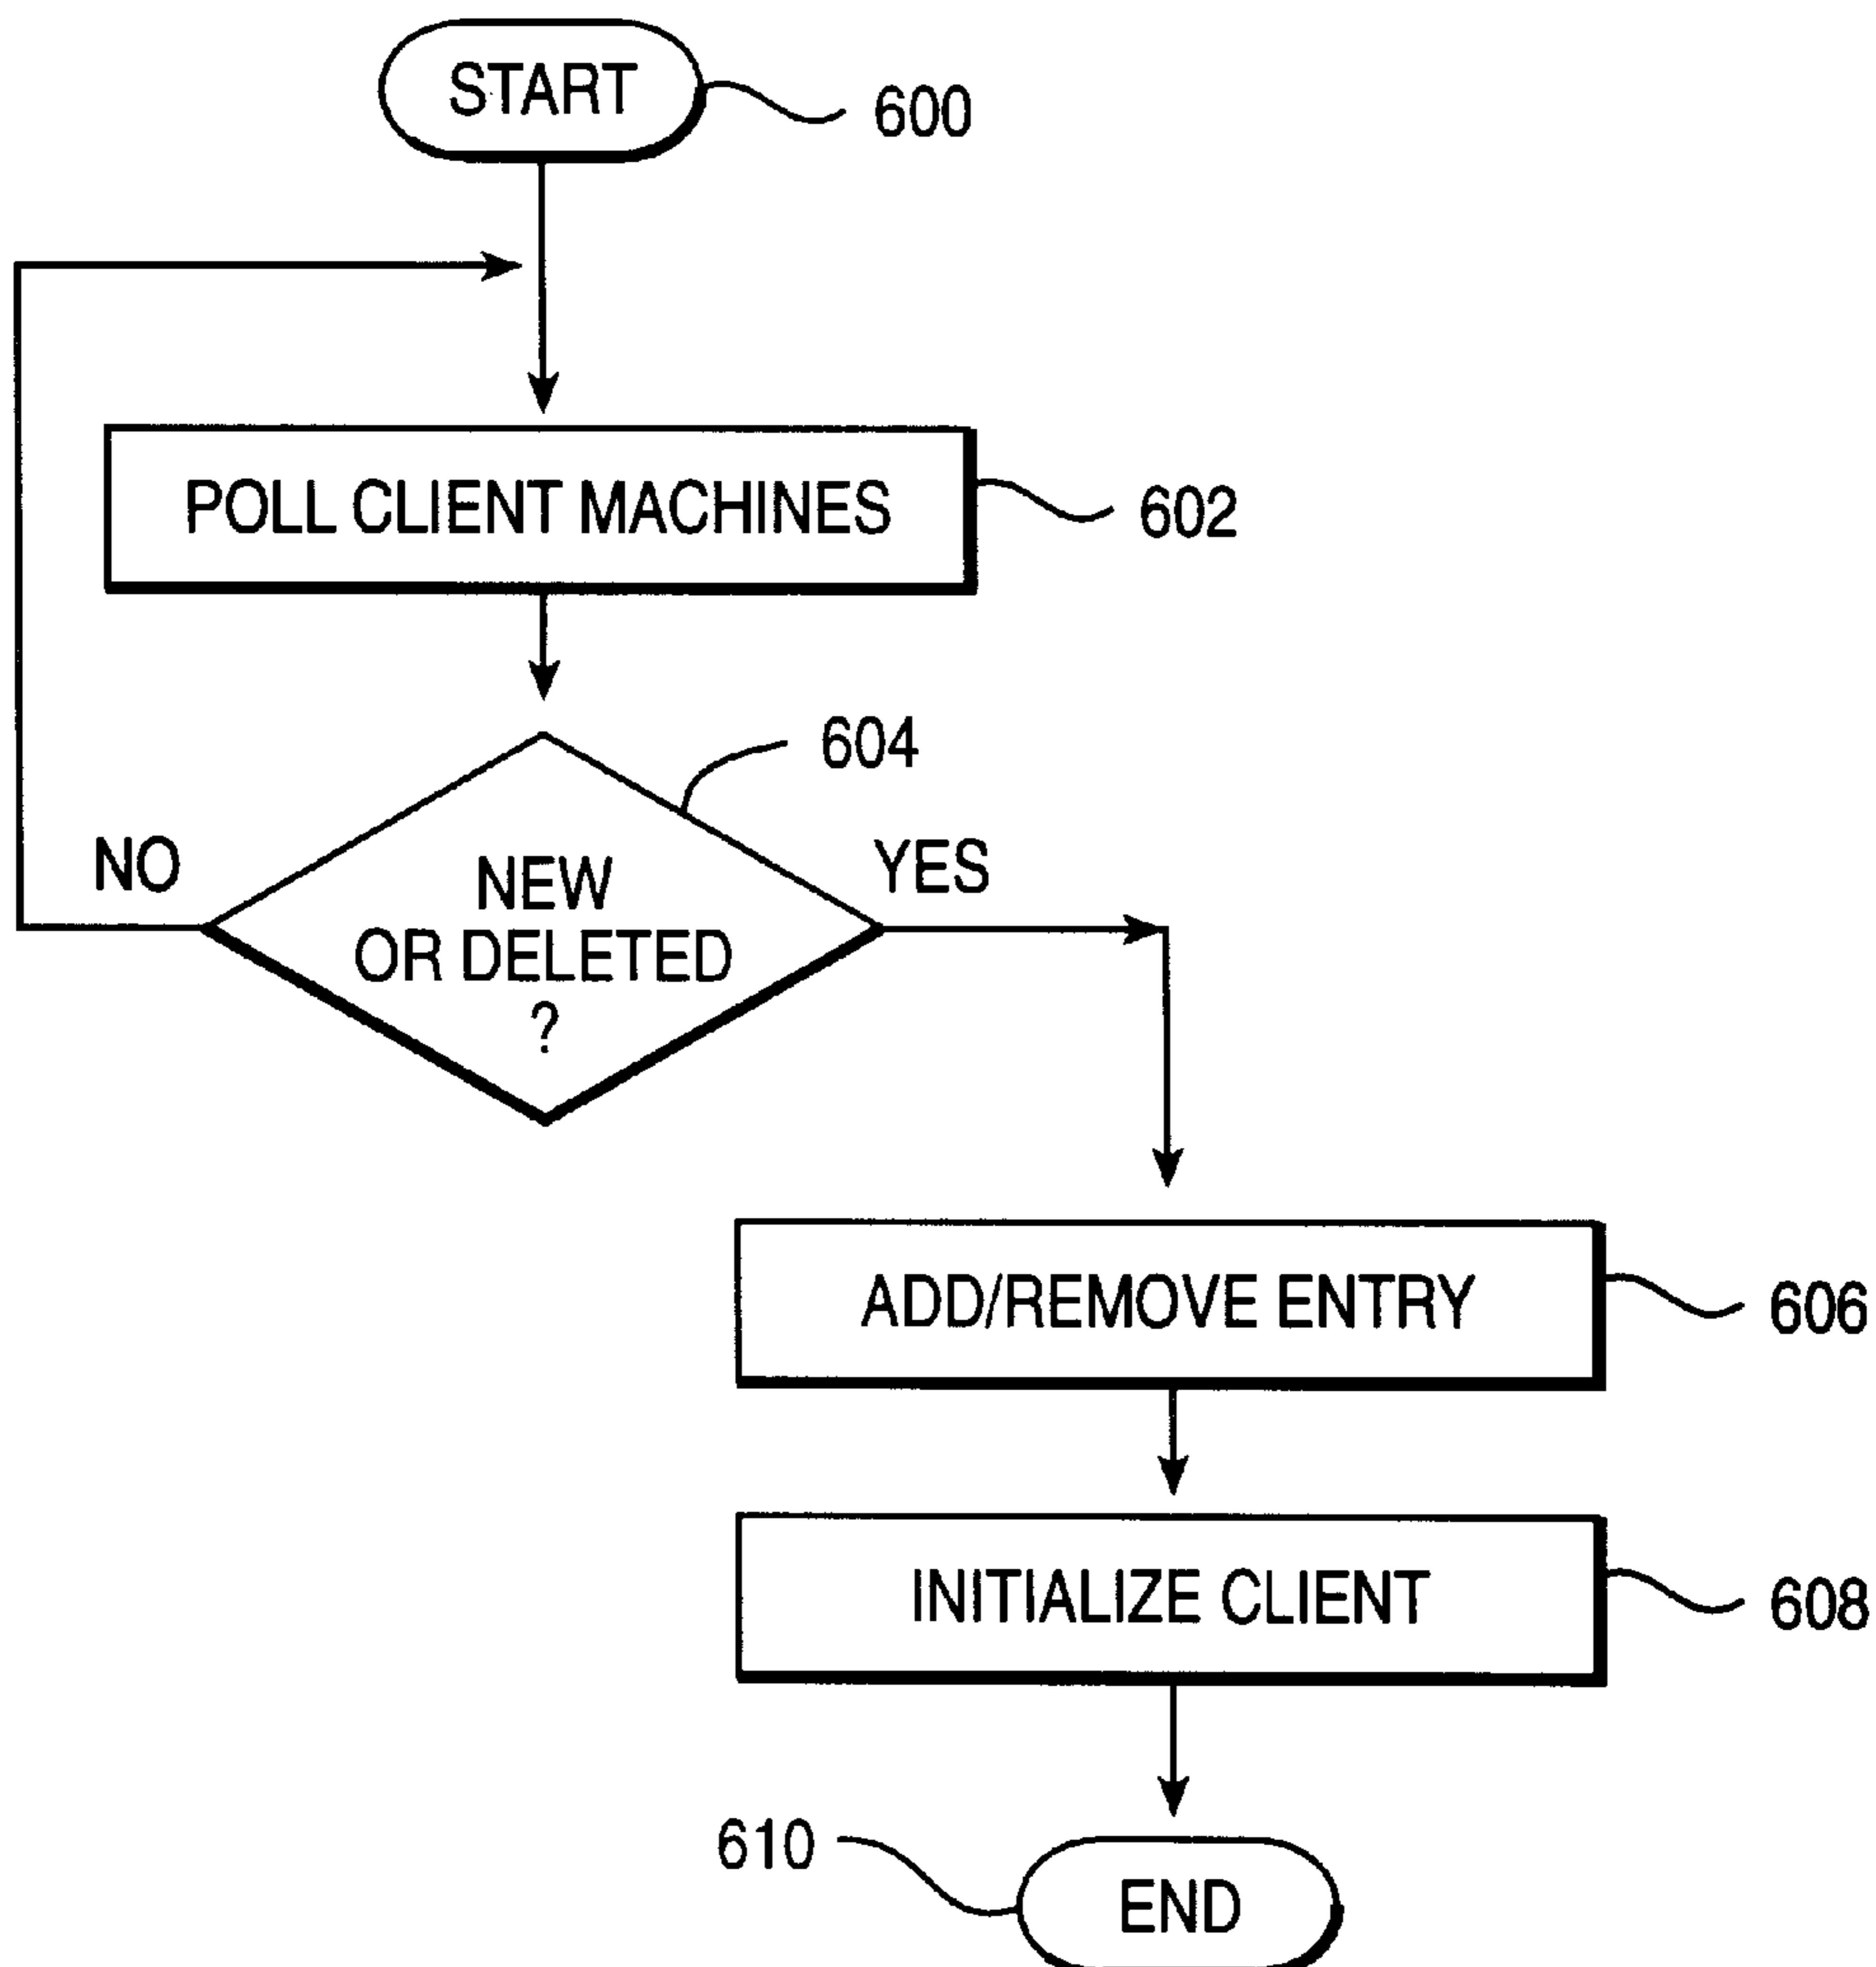 START
600
POLL CLIENT MACHINES
602
604
NO
YES
NEW
OR DELETED
?
ADD/REMOVE ENTRY
606
INITIALIZE CLIENT
608
610
END